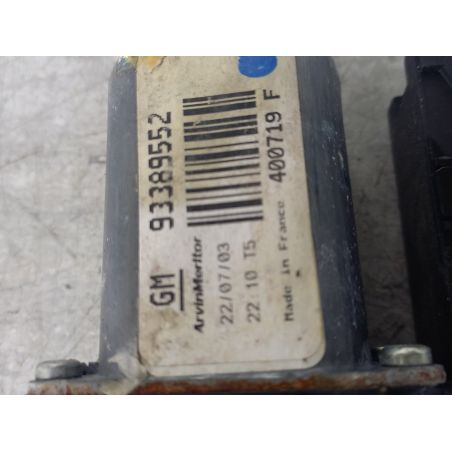 GM 93389552
ArvinMeritor
22/07/03
22:10 T5 400719 F
Made in France